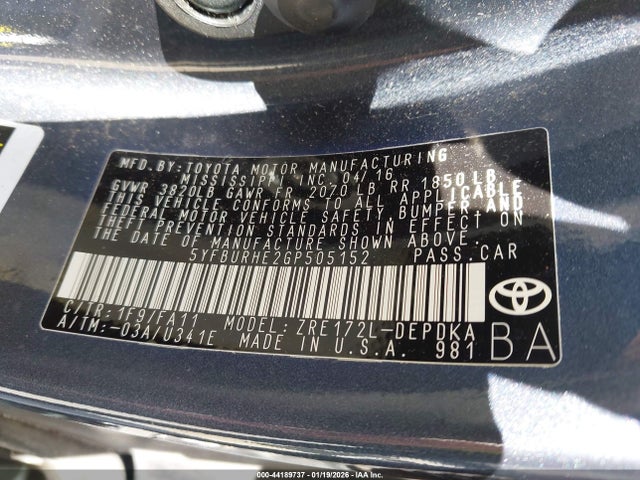 MFD. BY: TOYOTA MOTOR MANUFACTURING
MISSISSIPPI, INC. 04/16
GVWR 3820LB GAWR FR 2070 LB RR 1850 LB
THIS VEHICLE CONFORMS TO ALL APPLICABLE
FEDERAL MOTOR VEHICLE SAFETY, BUMPER, AND
THEFT PREVENTION STANDARDS IN EFFECT ON
THE DATE OF MANUFACTURE SHOWN ABOVE.
5YFBURHE2GP505152 PASS. CAR
C/TR: 1F9/FA11 MODEL: ZRE172L-DEPDKA
A/TM: -03A/U341E MADE IN U.S.A. 981 BA
000-44189737 | 01/19/2026 | IAA